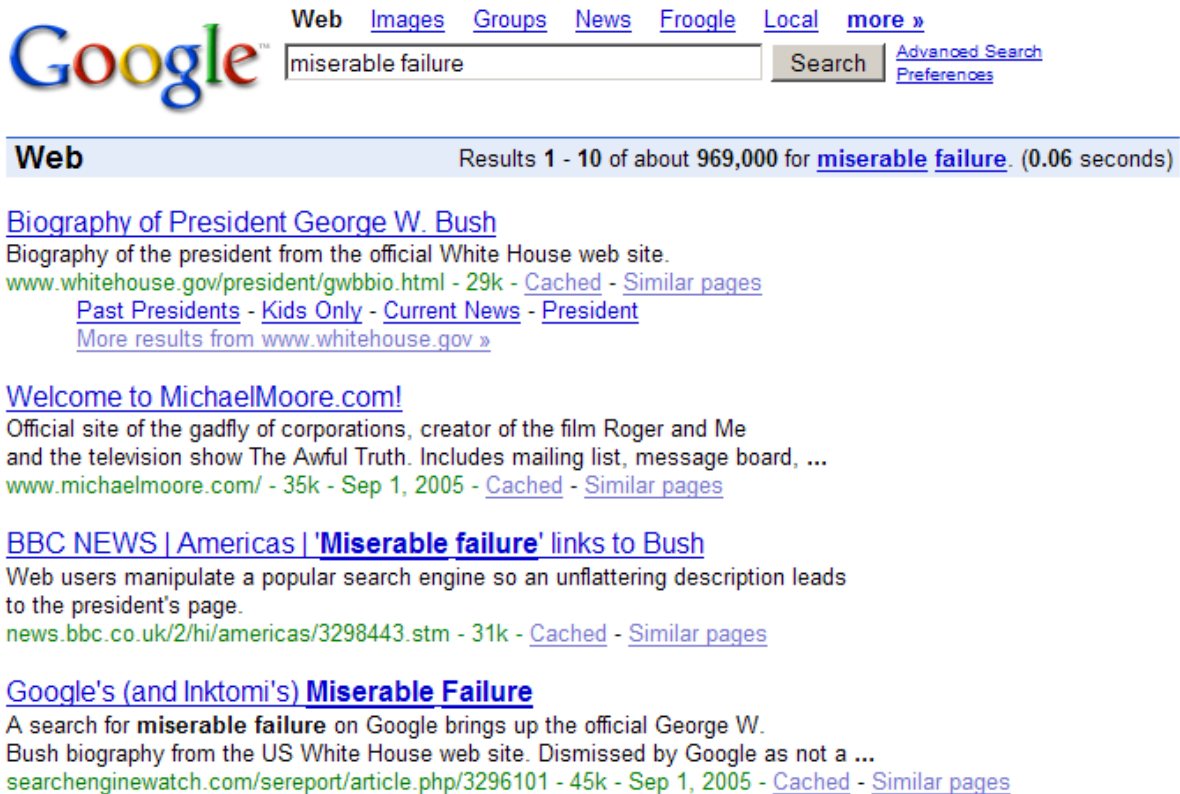 Web Images Groups News Froogle Local more »
Google™ miserable failure Search Advanced Search
Preferences
Web Results 1 - 10 of about 969,000 for miserable failure. (0.06 seconds)
Biography of President George W. Bush
Biography of the president from the official White House web site.
www.whitehouse.gov/president/gwbbio.html - 29k - Cached - Similar pages
Past Presidents - Kids Only - Current News - President
More results from www.whitehouse.gov »
Welcome to MichaelMoore.com!
Official site of the gadfly of corporations, creator of the film Roger and Me
and the television show The Awful Truth. Includes mailing list, message board, ...
www.michaelmoore.com/ - 35k - Sep 1, 2005 - Cached - Similar pages
BBC NEWS | Americas | 'Miserable failure' links to Bush
Web users manipulate a popular search engine so an unflattering description leads
to the president's page.
news.bbc.co.uk/2/hi/americas/3298443.stm - 31k - Cached - Similar pages
Google's (and Inktomi's) Miserable Failure
A search for miserable failure on Google brings up the official George W.
Bush biography from the US White House web site. Dismissed by Google as not a ...
searchenginewatch.com/sereport/article.php/3296101 - 45k - Sep 1, 2005 - Cached - Similar pages